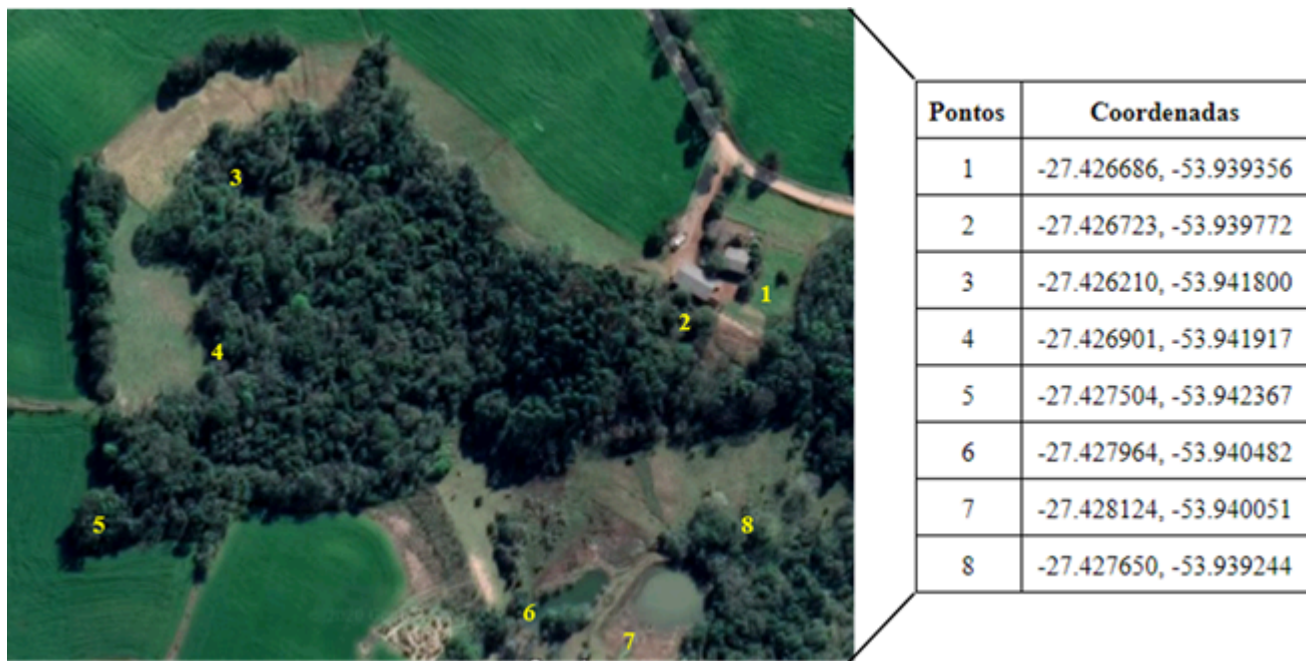 3
1
2
4
5
8
6
7
Pontos Coordenadas
1 -27.426686, -53.939356
2 -27.426723, -53.939772
3 -27.426210, -53.941800
4 -27.426901, -53.941917
5 -27.427504, -53.942367
6 -27.427964, -53.940482
7 -27.428124, -53.940051
8 -27.427650, -53.939244